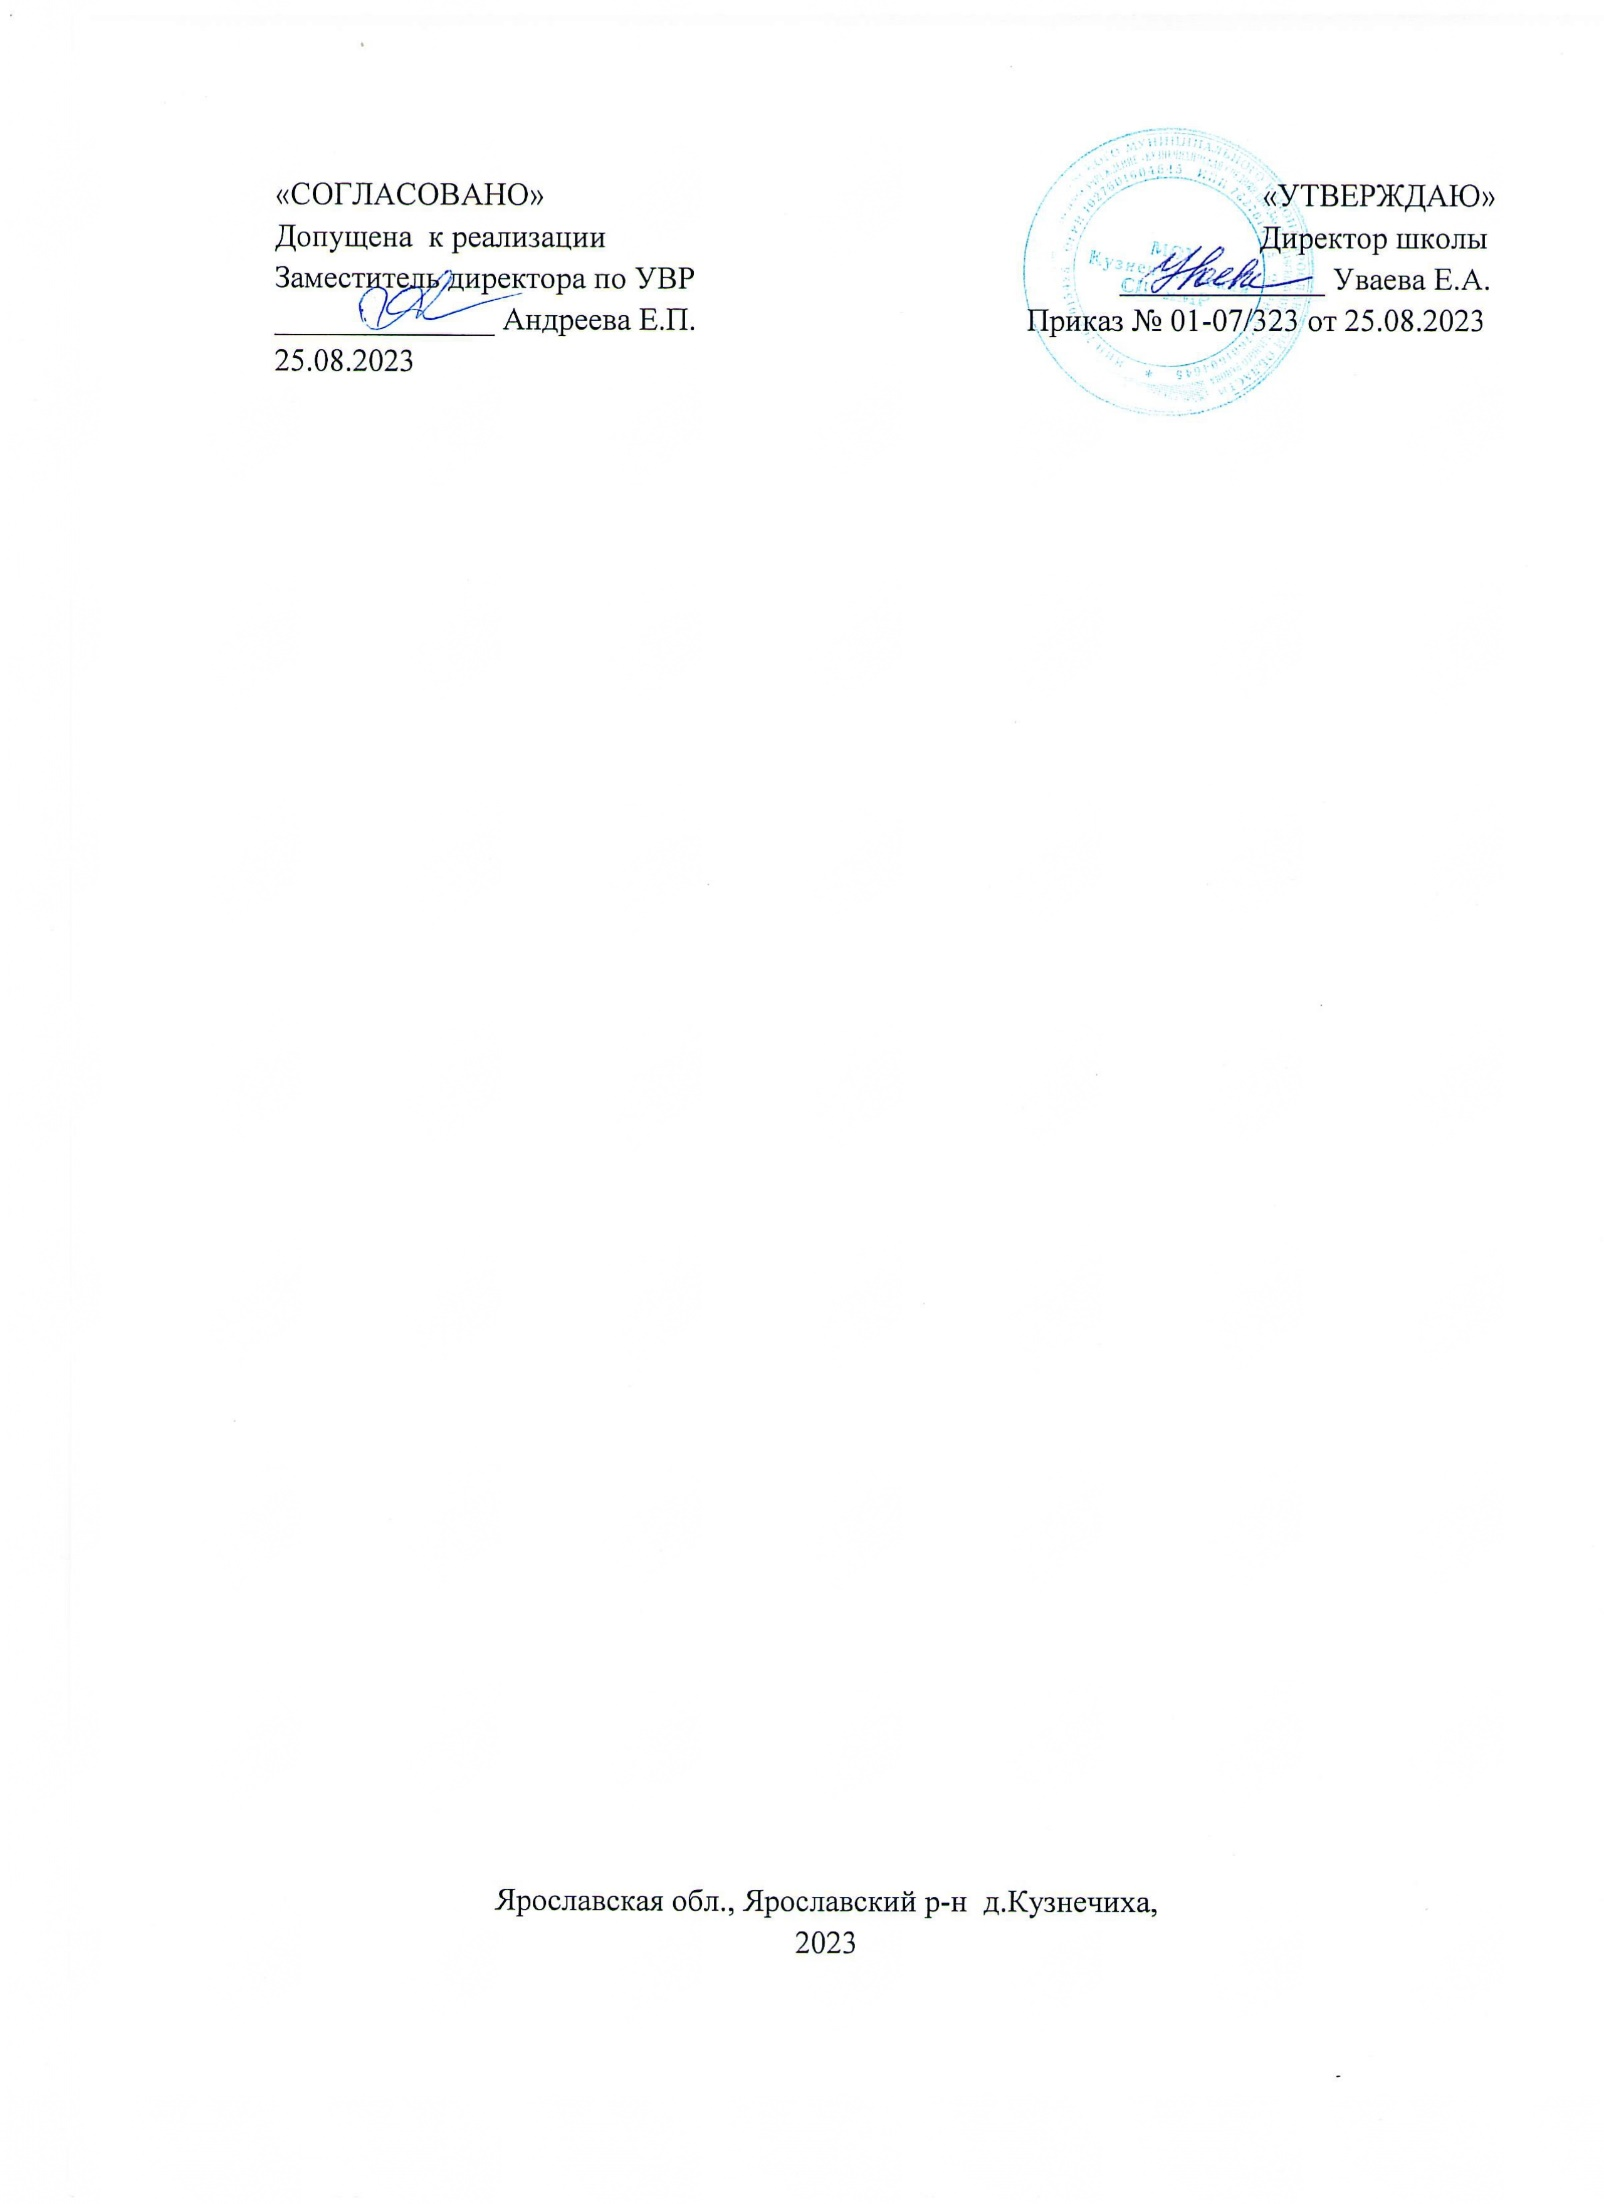 «СОГЛАСОВАНО»
Допущена к реализации
Заместитель директора по УВР
_______________ Андреева Е.П.
25.08.2023
«УТВЕРЖДАЮ»
Директор школы
______________ Уваева Е.А.
Приказ № 01-07/323 от 25.08.2023
Ярославская обл., Ярославский р-н д.Кузнечиха,
2023